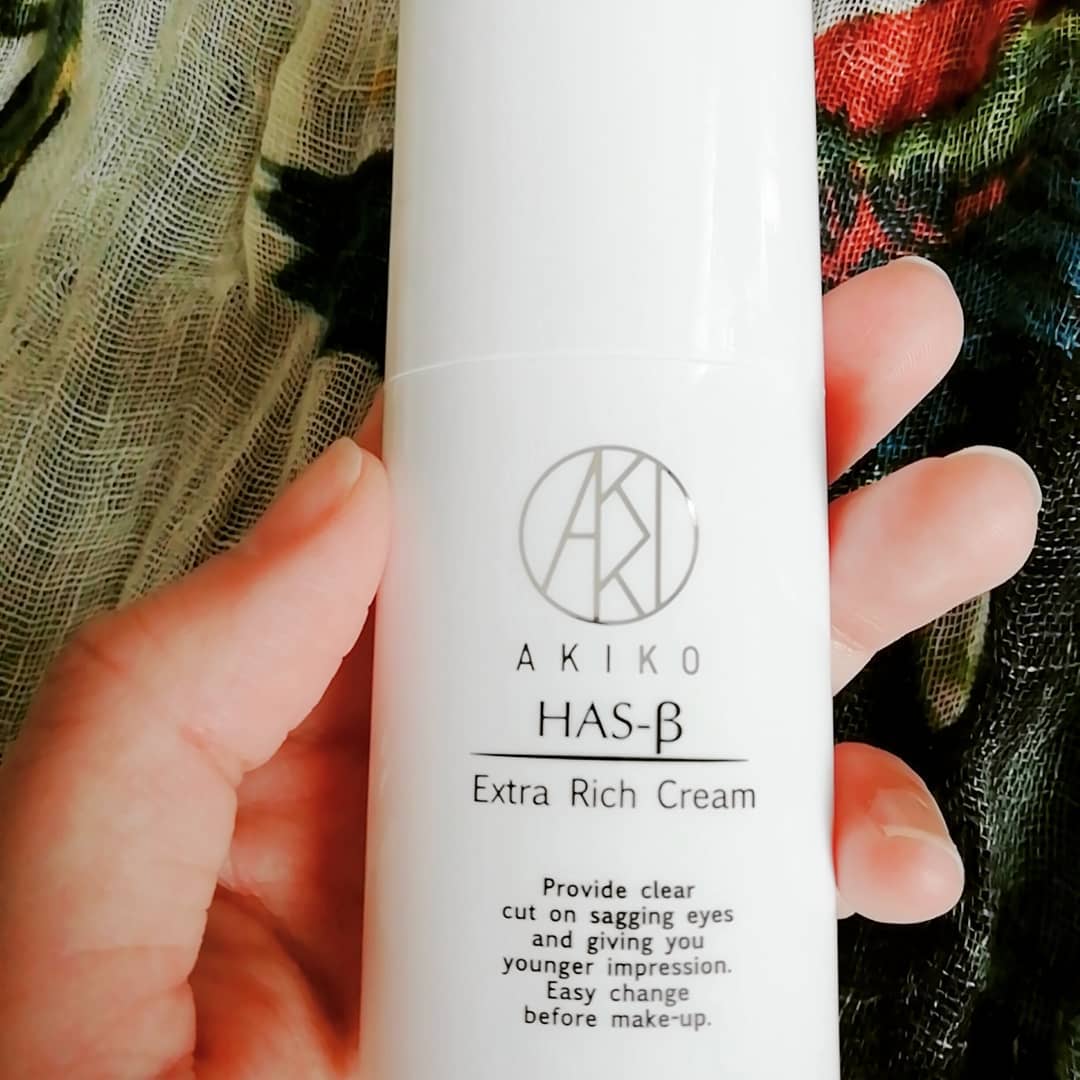 AKIKO
AKIKO
HAS-β
Extra Rich Cream
Provide clear
cut on sagging eyes
and giving you
younger impression.
Easy change
before make-up.